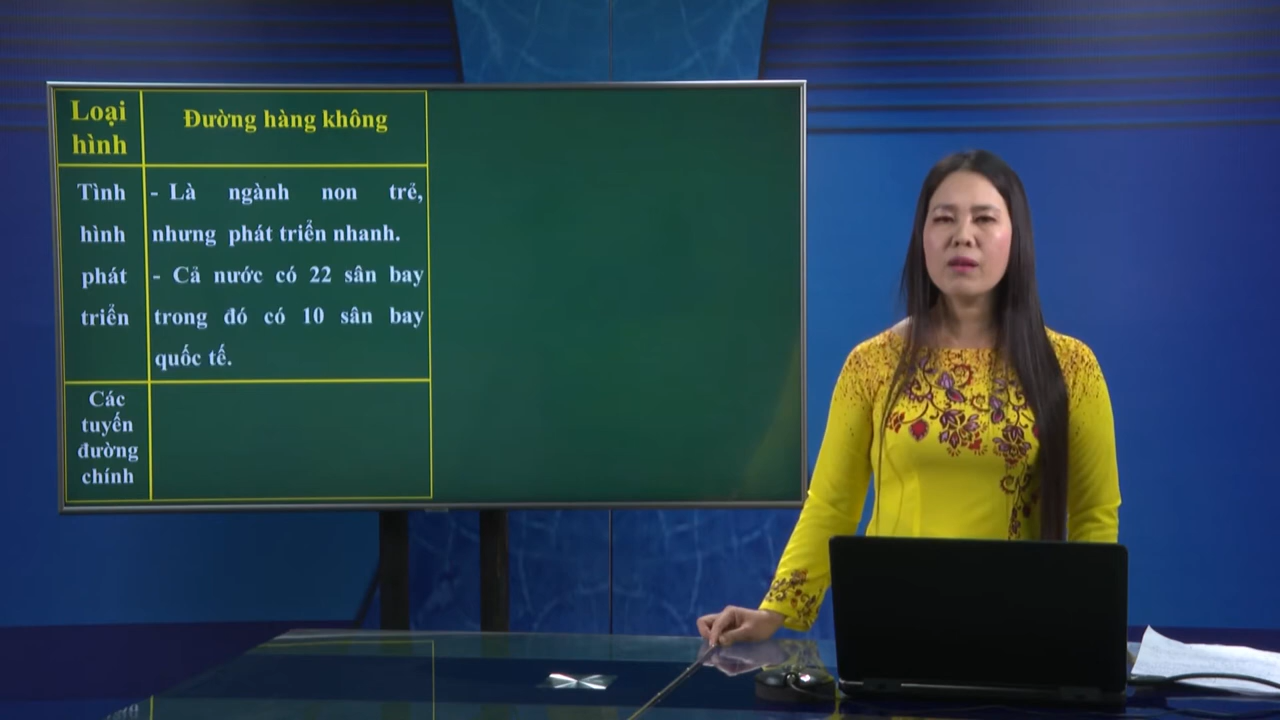 Loại
hình
Đường hàng không
Tình
hình
phát
triển
- Là ngành non trẻ,
nhưng phát triển nhanh.
- Cả nước có 22 sân bay
trong đó có 10 sân bay
quốc tế.
Các
tuyến
đường
chính